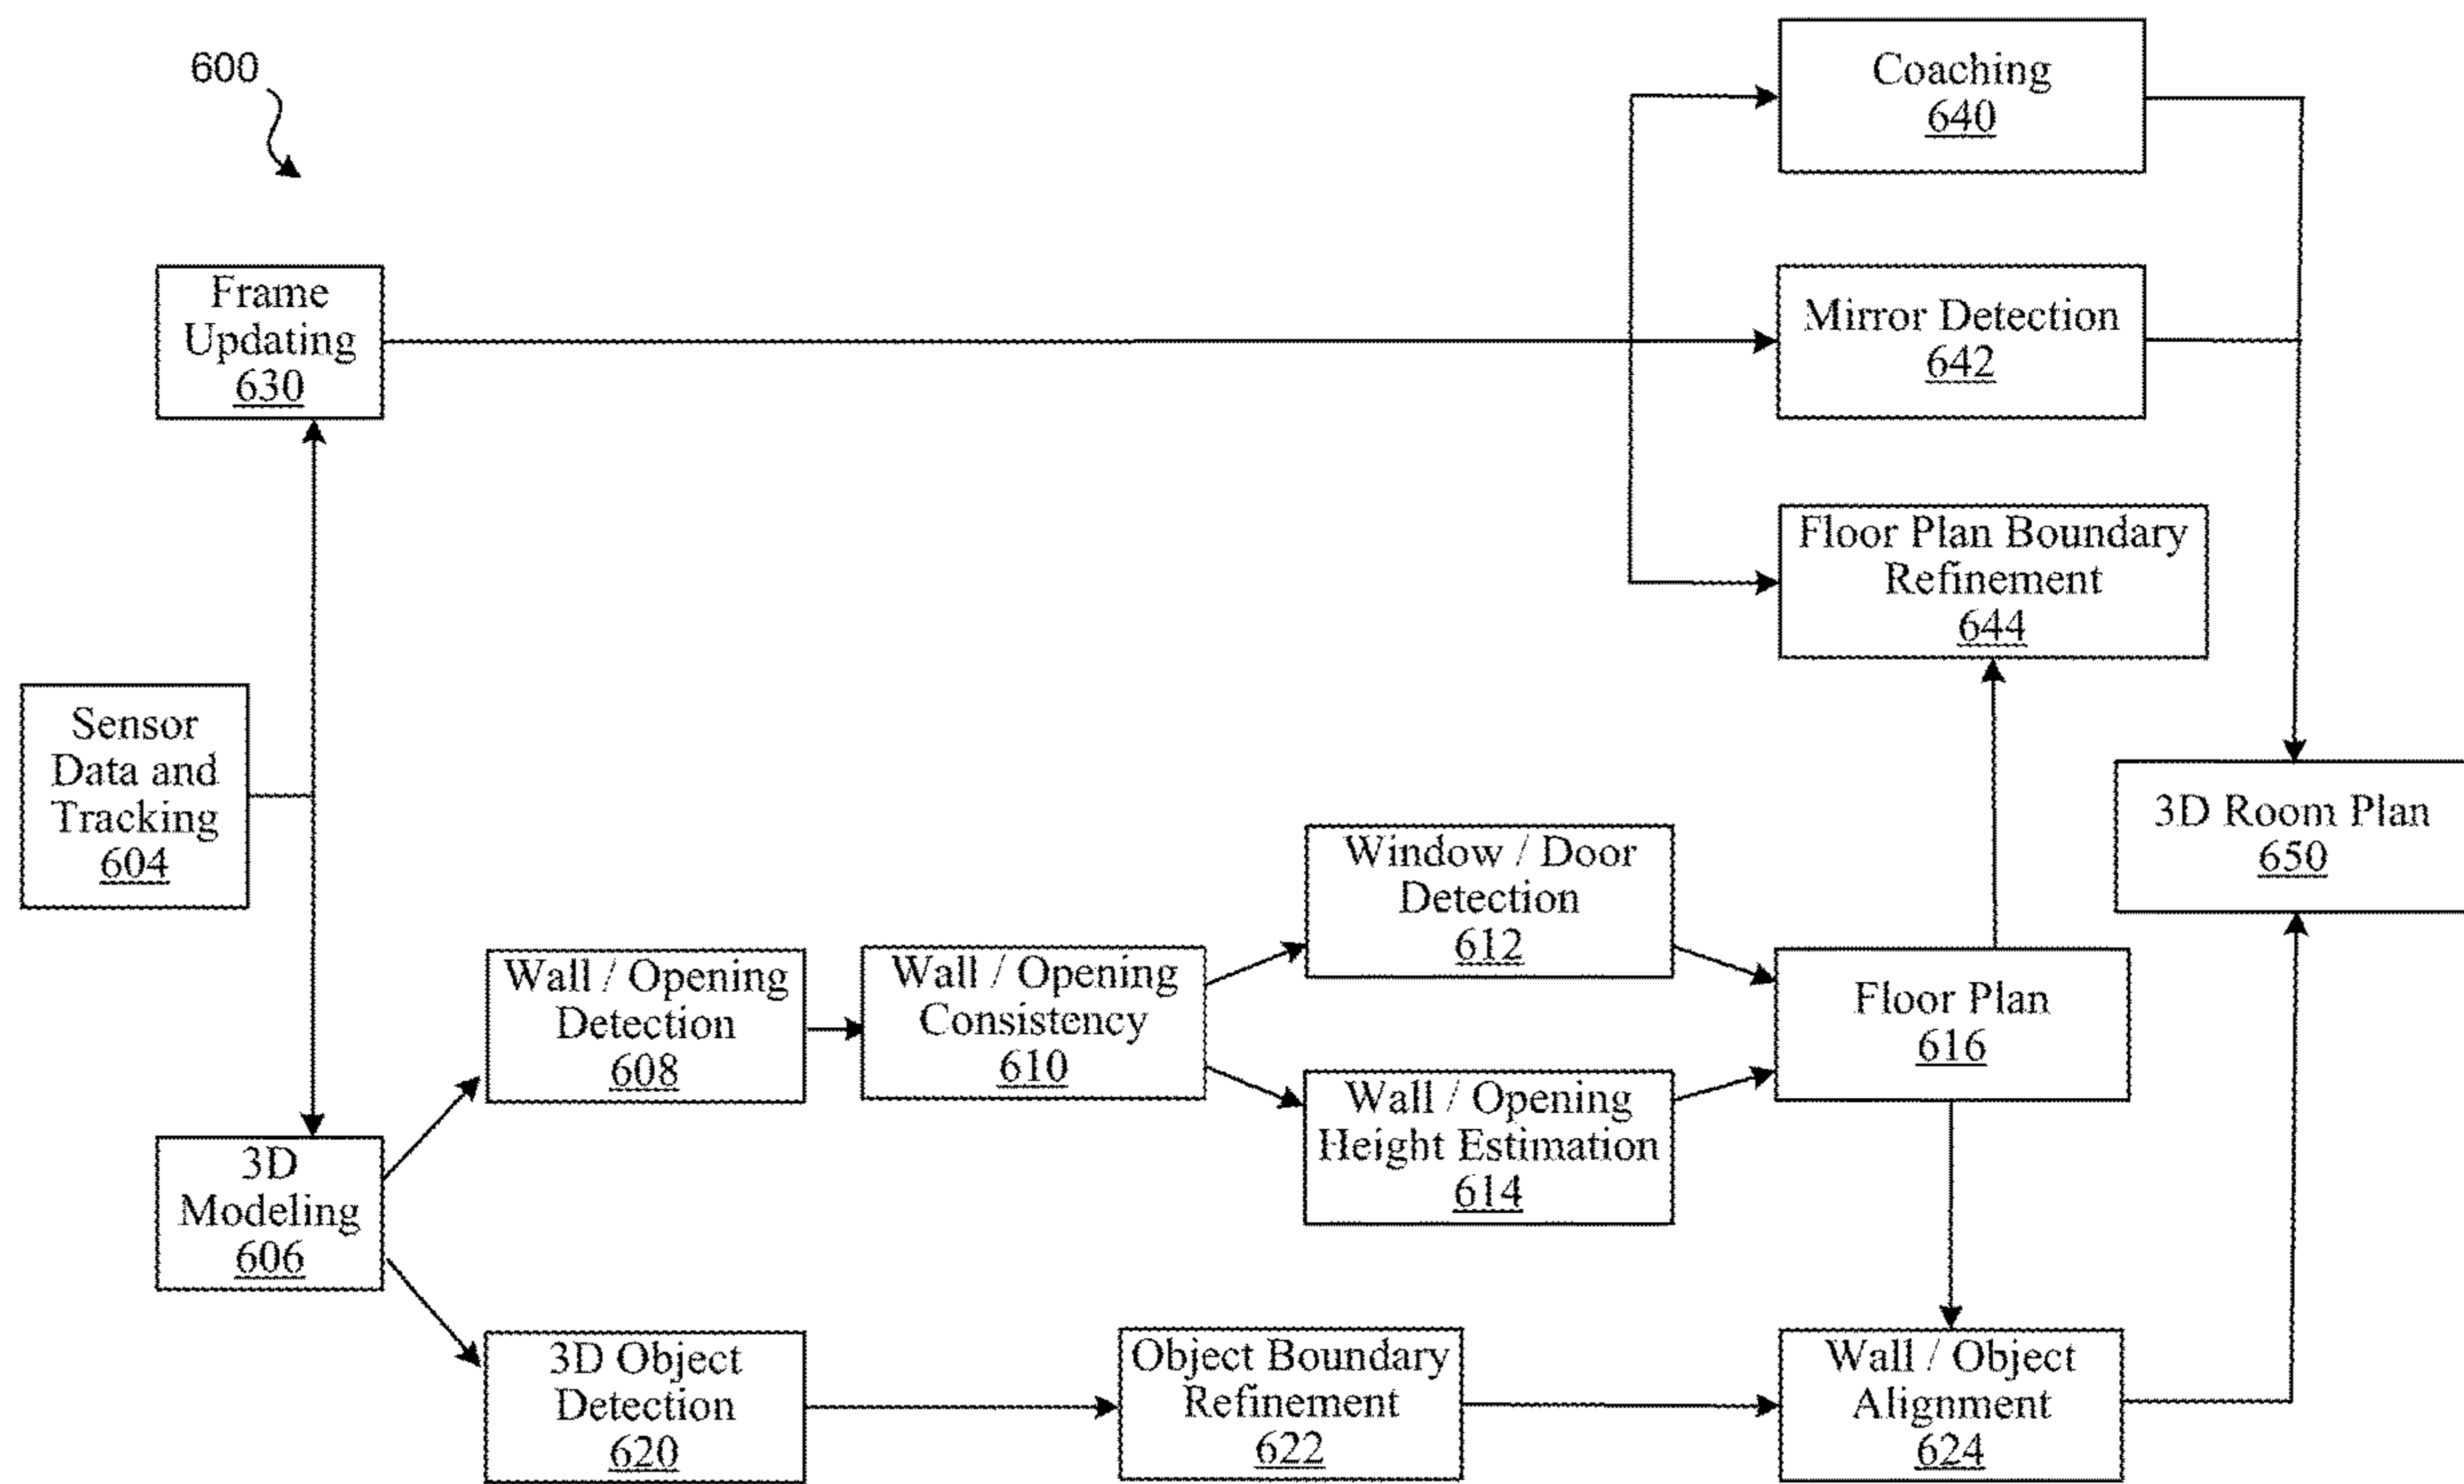 600
Coaching
640
Frame
Updating
630
Mirror Detection
642
Floor Plan Boundary
Refinement
644
Sensor
Data and
Tracking
604
3D Room Plan
650
Window / Door
Detection
612
Wall / Opening
Detection
608
Wall / Opening
Consistency
610
Floor Plan
616
Wall / Opening
Height Estimation
614
3D
Modeling
606
3D Object
Detection
620
Object Boundary
Refinement
622
Wall / Object
Alignment
624